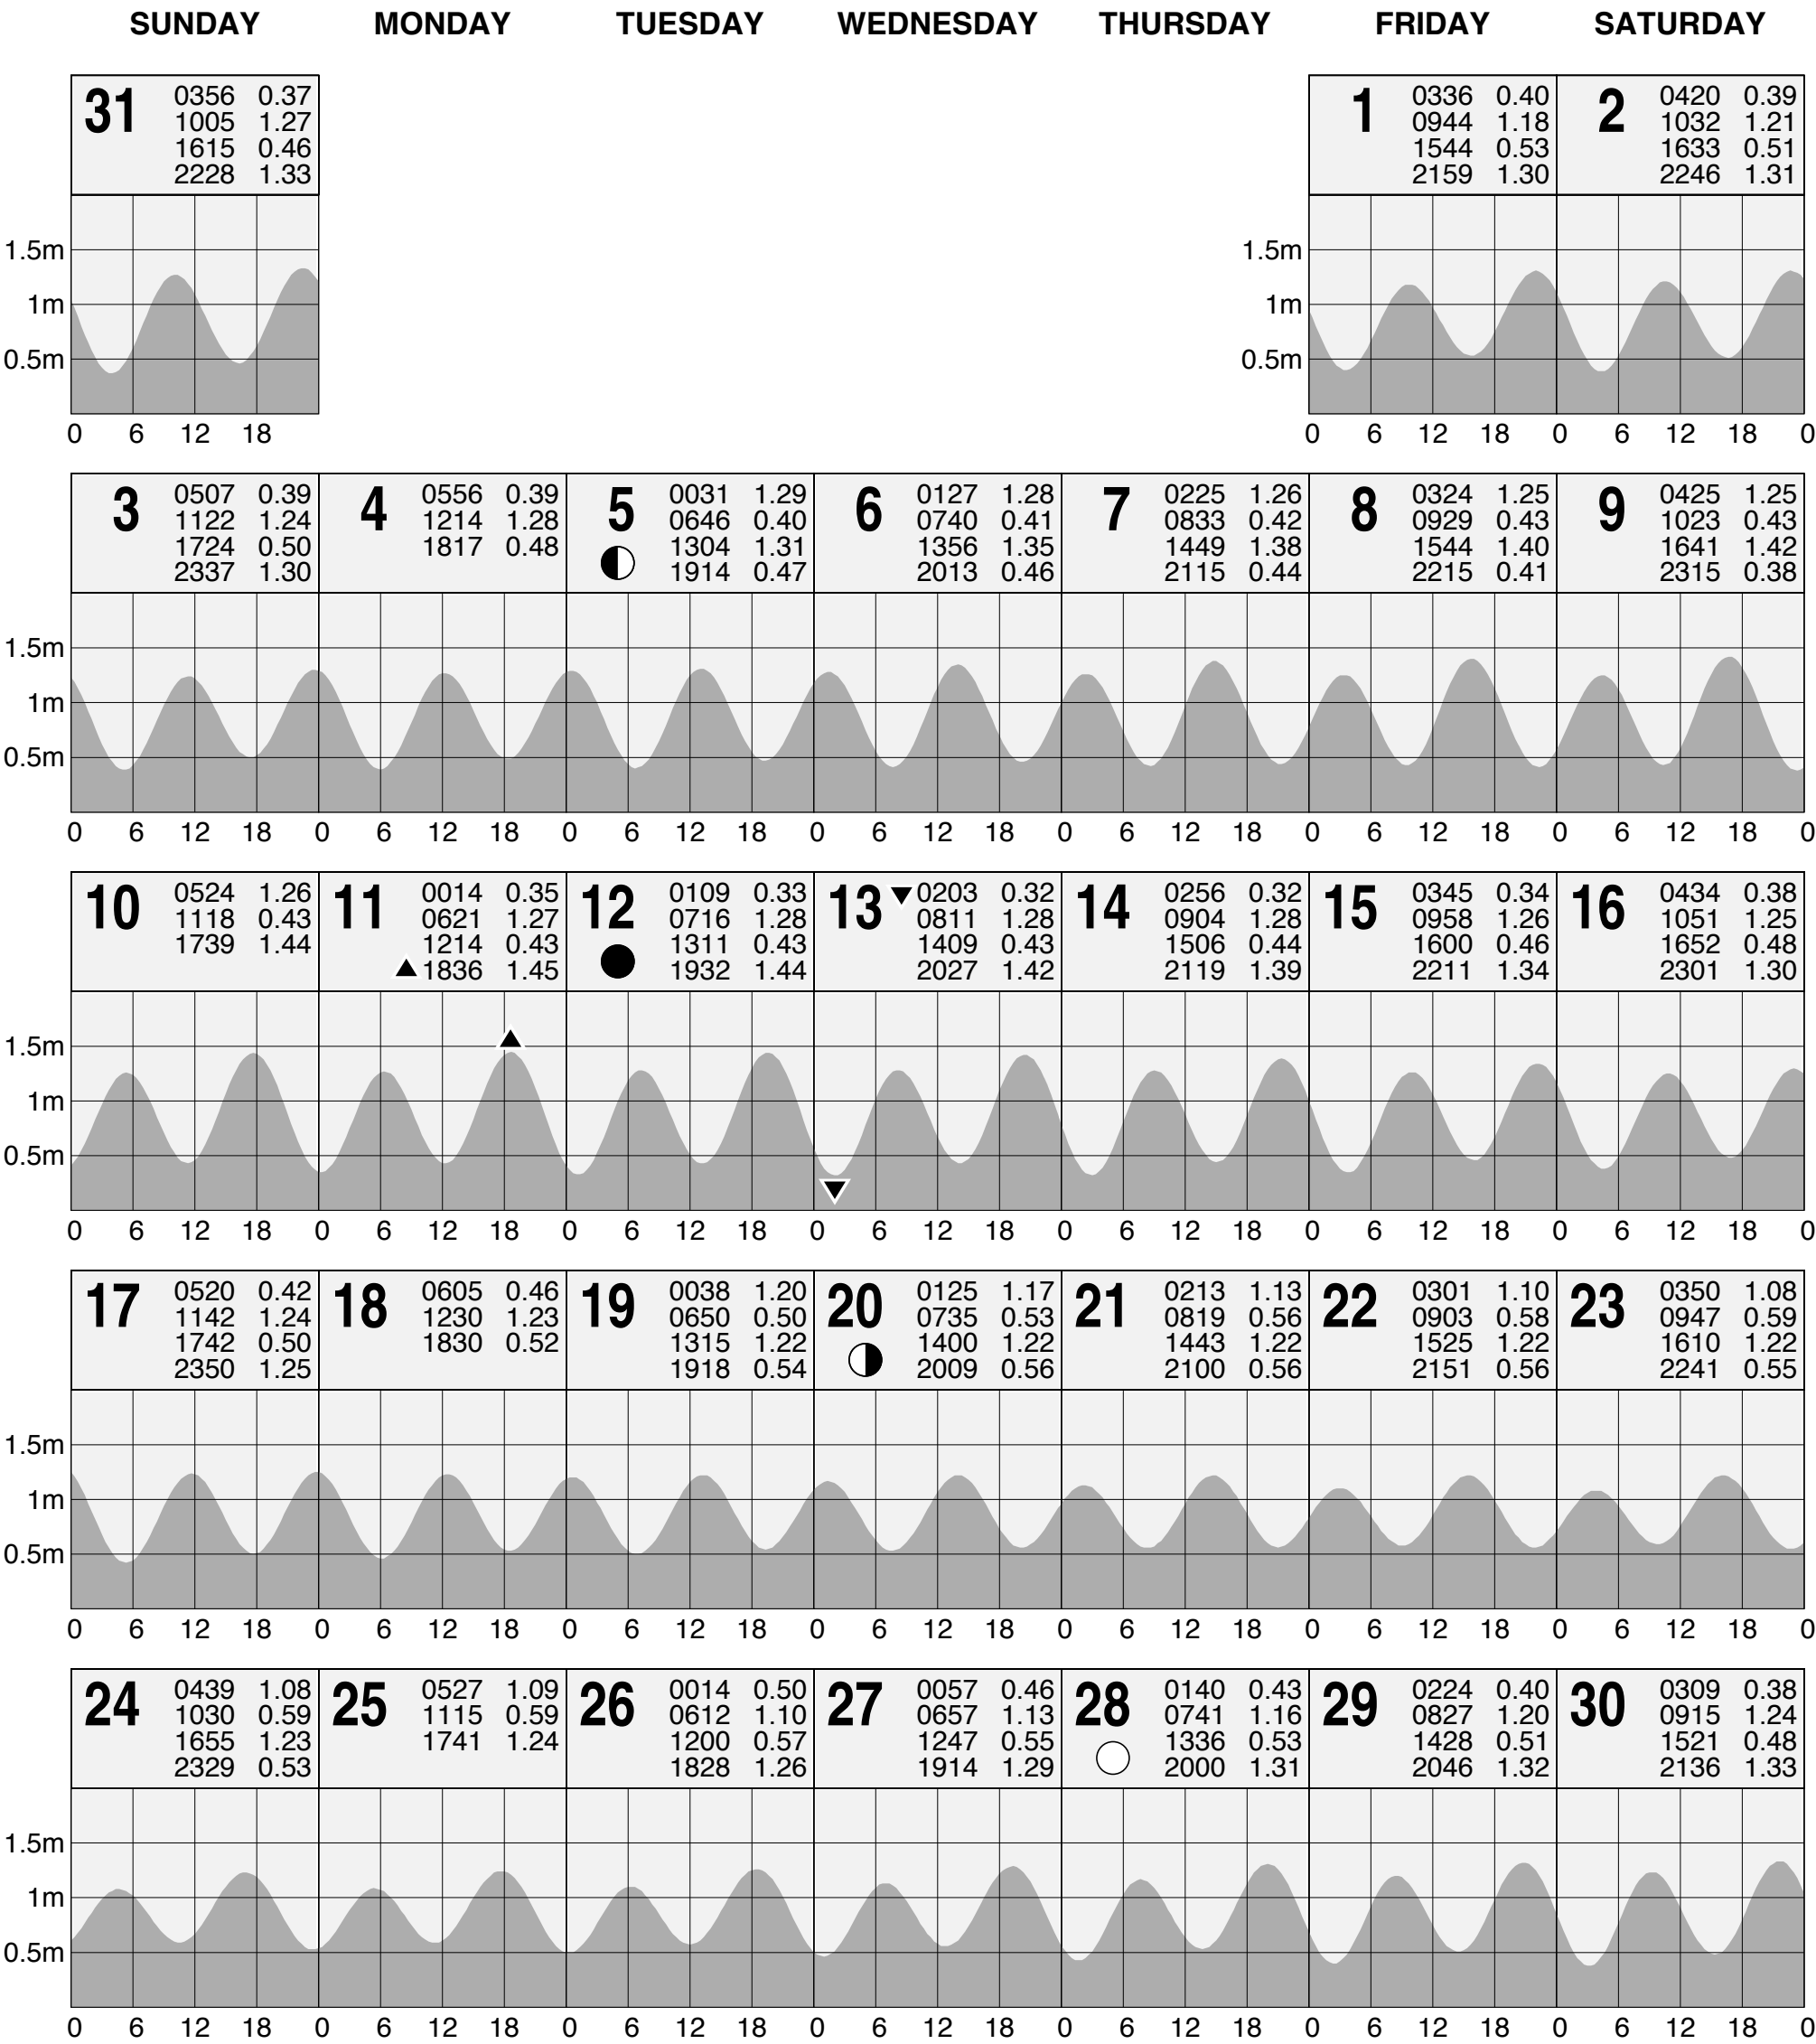 SUNDAY MONDAY TUESDAY WEDNESDAY THURSDAY FRIDAY SATURDAY
31 0356 0.37
1005 1.27
1615 0.46
2228 1.33
1 0336 0.40
0944 1.18
1544 0.53
2159 1.30
2 0420 0.39
1032 1.21
1633 0.51
2246 1.31
1.5m 1.5m
1m 1m
0.5m 0.5m
0 6 12 18 0 6 12 18 0 6 12 18 0
3 0507 0.39
1122 1.24
1724 0.50
2337 1.30
4 0556 0.39
1214 1.28
1817 0.48
5 0031 1.29
0646 0.40
1304 1.31
1914 0.47
6 0127 1.28
0740 0.41
1356 1.35
2013 0.46
7 0225 1.26
0833 0.42
1449 1.38
2115 0.44
8 0324 1.25
0929 0.43
1544 1.40
2215 0.41
9 0425 1.25
1023 0.43
1641 1.42
2315 0.38
1.5m
1m
0.5m
0 6 12 18 0 6 12 18 0 6 12 18 0 6 12 18 0 6 12 18 0 6 12 18 0 6 12 18 0
10 0524 1.26
1118 0.43
1739 1.44
11 0014 0.35
0621 1.27
1214 0.43
1836 1.45
12 0109 0.33
0716 1.28
1311 0.43
1932 1.44
13 0203 0.32
0811 1.28
1409 0.43
2027 1.42
14 0256 0.32
0904 1.28
1506 0.44
2119 1.39
15 0345 0.34
0958 1.26
1600 0.46
2211 1.34
16 0434 0.38
1051 1.25
1652 0.48
2301 1.30
1.5m
1m
0.5m
0 6 12 18 0 6 12 18 0 6 12 18 0 6 12 18 0 6 12 18 0 6 12 18 0 6 12 18 0
17 0520 0.42
1142 1.24
1742 0.50
2350 1.25
18 0605 0.46
1230 1.23
1830 0.52
19 0038 1.20
0650 0.50
1315 1.22
1918 0.54
20 0125 1.17
0735 0.53
1400 1.22
2009 0.56
21 0213 1.13
0819 0.56
1443 1.22
2100 0.56
22 0301 1.10
0903 0.58
1525 1.22
2151 0.56
23 0350 1.08
0947 0.59
1610 1.22
2241 0.55
1.5m
1m
0.5m
0 6 12 18 0 6 12 18 0 6 12 18 0 6 12 18 0 6 12 18 0 6 12 18 0 6 12 18 0
24 0439 1.08
1030 0.59
1655 1.23
2329 0.53
25 0527 1.09
1115 0.59
1741 1.24
26 0014 0.50
0612 1.10
1200 0.57
1828 1.26
27 0057 0.46
0657 1.13
1247 0.55
1914 1.29
28 0140 0.43
0741 1.16
1336 0.53
2000 1.31
29 0224 0.40
0827 1.20
1428 0.51
2046 1.32
30 0309 0.38
0915 1.24
1521 0.48
2136 1.33
1.5m
1m
0.5m
0 6 12 18 0 6 12 18 0 6 12 18 0 6 12 18 0 6 12 18 0 6 12 18 0 6 12 18 0